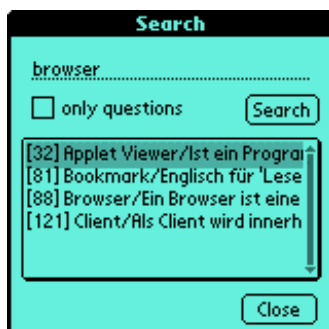 Search
browser
only questions
Search
[32] Applet Viewer/Ist ein Program
[81] Bookmark/Englisch für 'Lese
[88] Browser/Ein Browser ist eine
[121] Client/Als Client wird innerh
Close